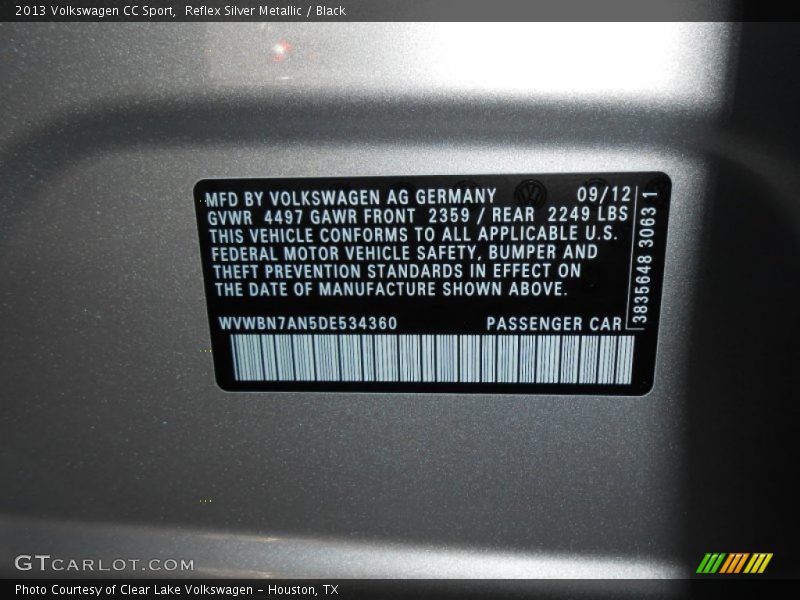 2013 Volkswagen CC Sport,  Reflex Silver Metallic / Black
MFD BY VOLKSWAGEN AG GERMANY 09/12
GVWR 4497 GAWR FRONT 2359 / REAR 2249 LBS
THIS VEHICLE CONFORMS TO ALL APPLICABLE U.S.
FEDERAL MOTOR VEHICLE SAFETY, BUMPER AND
THEFT PREVENTION STANDARDS IN EFFECT ON
THE DATE OF MANUFACTURE SHOWN ABOVE.
3835648 3063 1
WVWBN7AN5DE534360 PASSENGER CAR
GTCARLOT.COM
Photo Courtesy of Clear Lake Volkswagen – Houston, TX